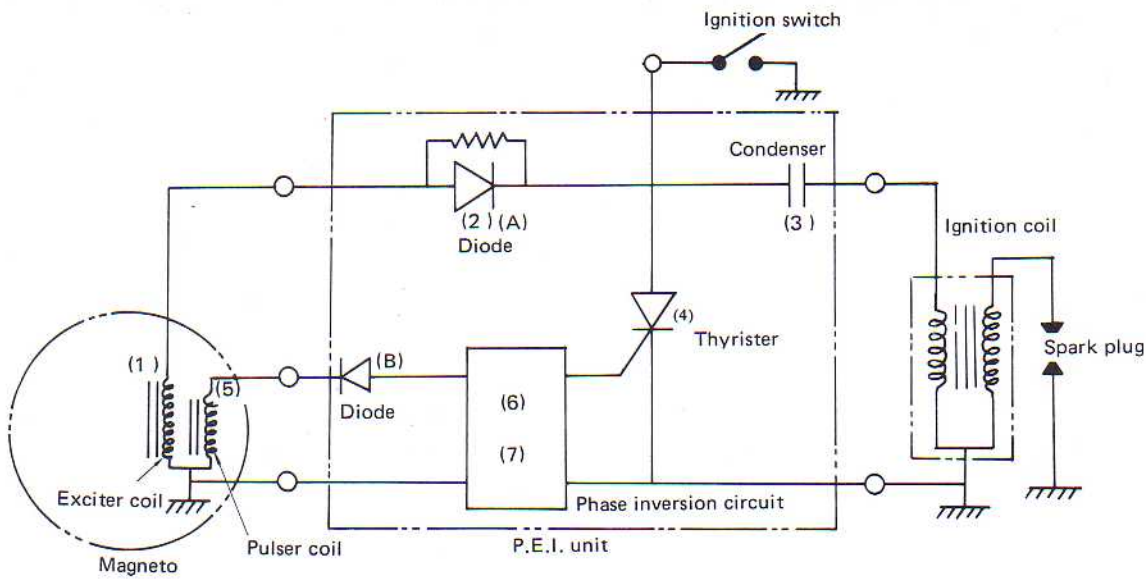 Ignition switch
Condenser
(2) (A)
Diode
(3)
Ignition coil
(4)
Thyrister
Spark plug
(1)
(5)
(B)
Diode
(6)
(7)
Exciter coil
Phase inversion circuit
Pulser coil
P.E.I. unit
Magneto